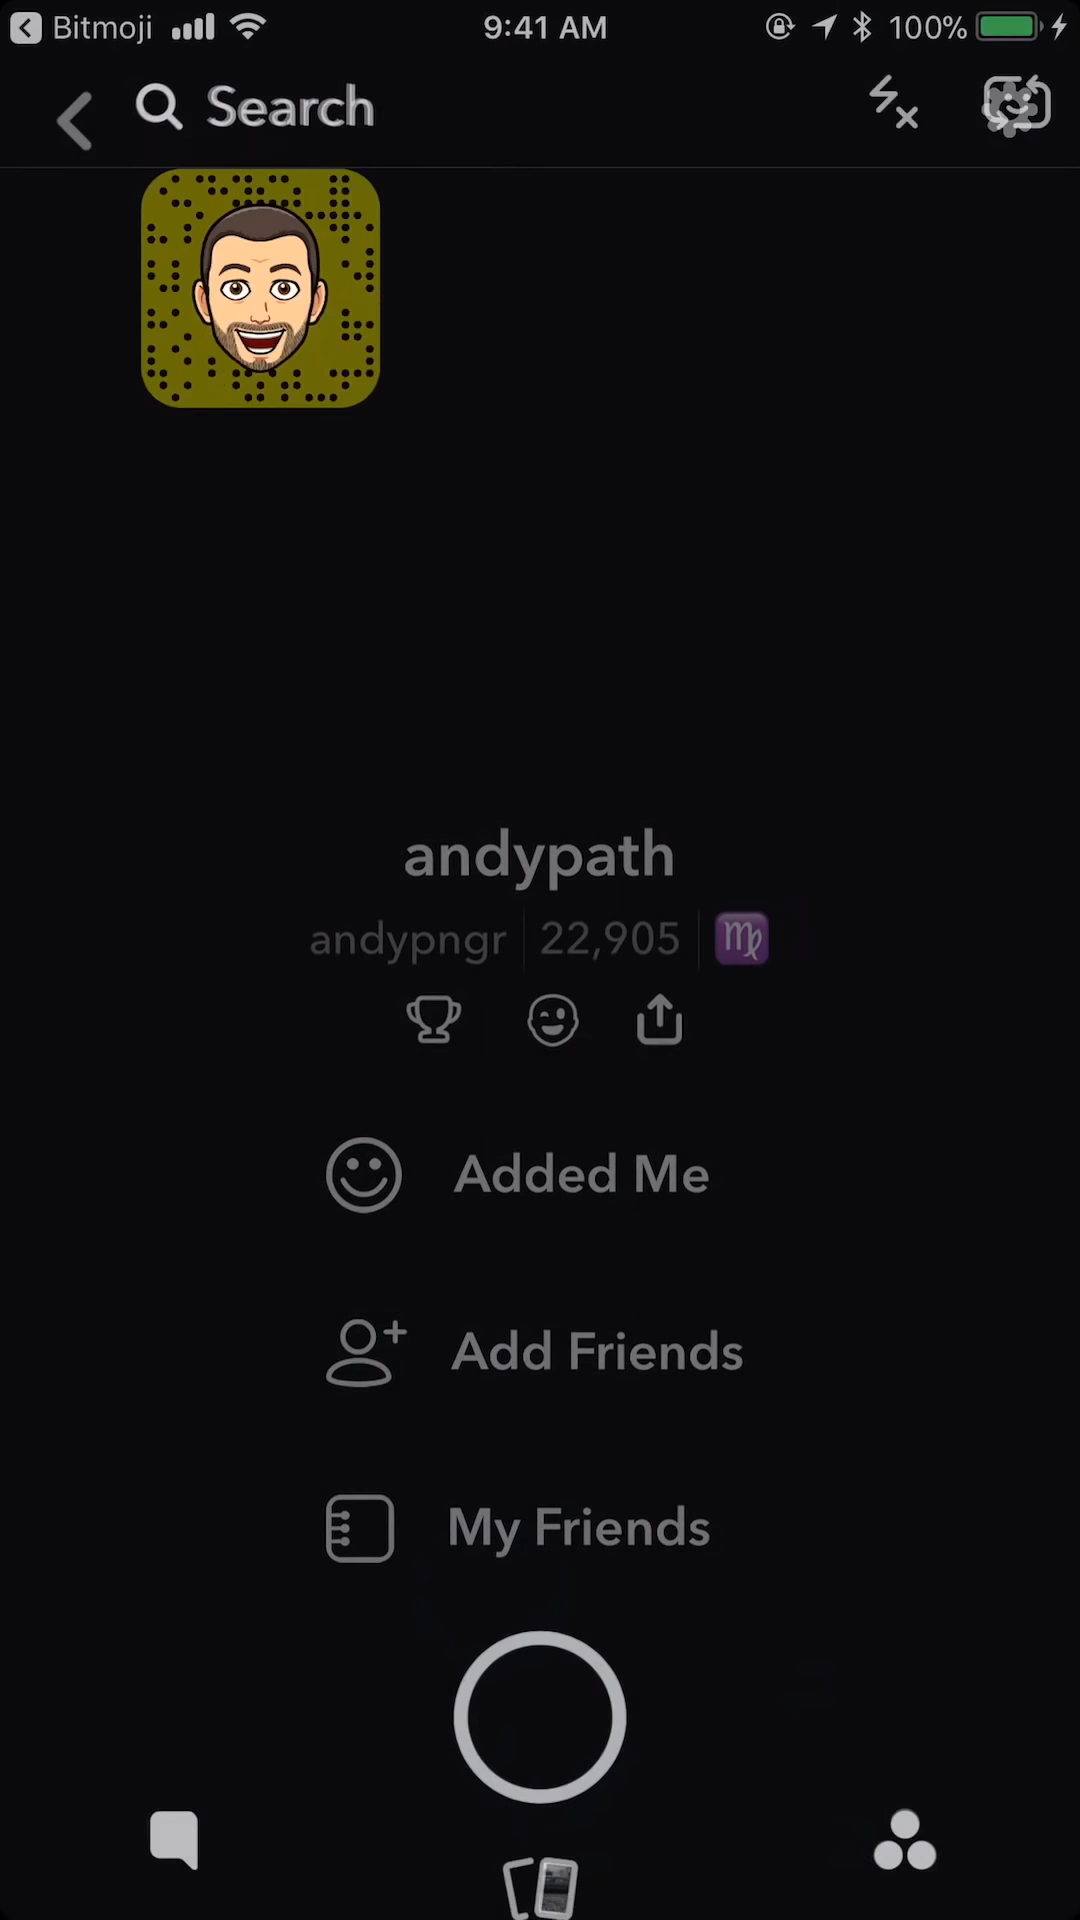 Bitmoji 9:41 AM 100%
Search
andypath
andypngr 22,905 ♍
Added Me
Add Friends
My Friends